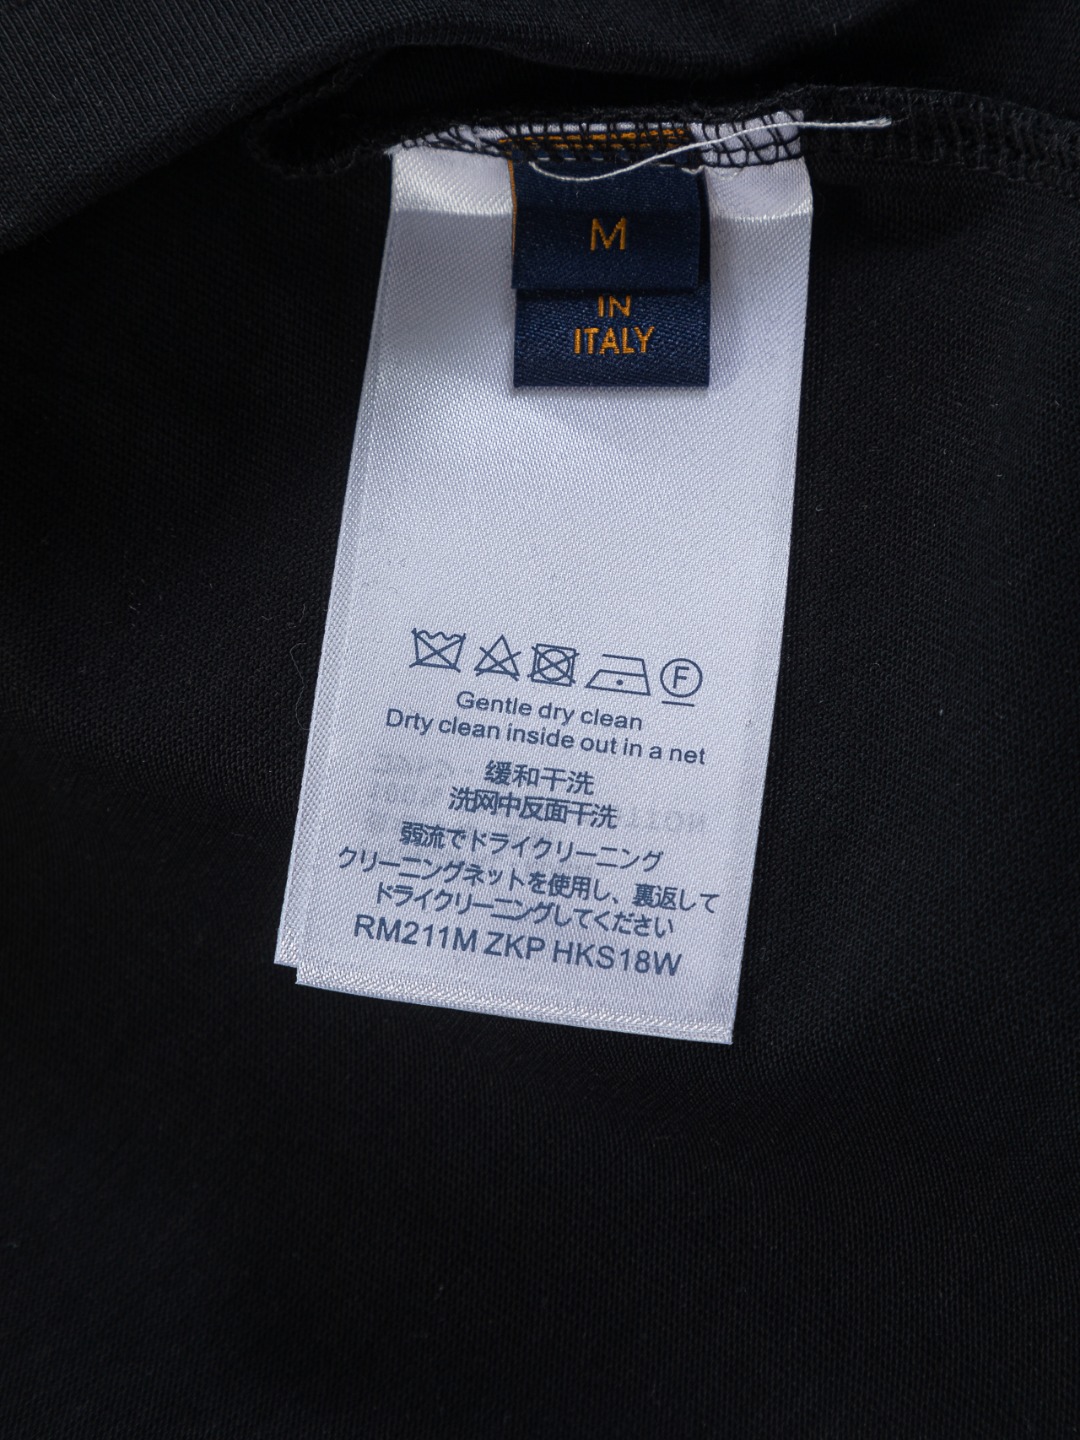 M
IN
ITALY
F
Gentle dry clean
Drty clean inside out in a net
缓和干洗
洗网中反面干洗
弱流でドライクリーニング
クリーニングネットを使用し、裏返して
ドライクリーニングしてください
RM211M ZKP HKS18W